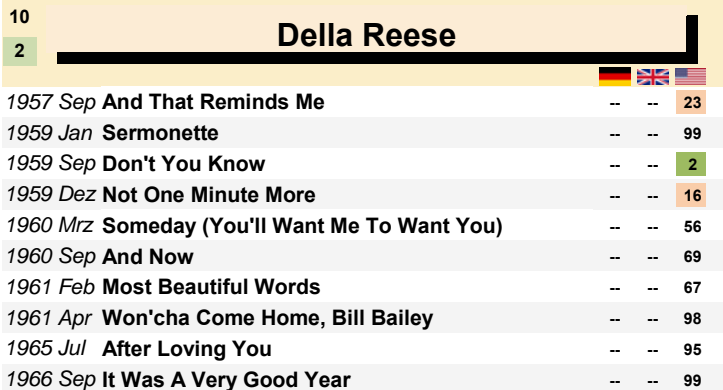 10
2
Della Reese
1957 Sep And That Reminds Me -- -- 23
1959 Jan Sermonette -- -- 99
1959 Sep Don't You Know -- -- 2
1959 Dez Not One Minute More -- -- 16
1960 Mrz Someday (You'll Want Me To Want You) -- -- 56
1960 Sep And Now -- -- 69
1961 Feb Most Beautiful Words -- -- 67
1961 Apr Won'cha Come Home, Bill Bailey -- -- 98
1965 Jul After Loving You -- -- 95
1966 Sep It Was A Very Good Year -- -- 99